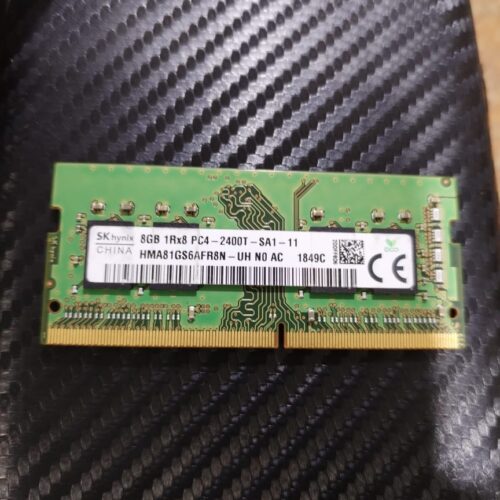 SK hynix 8GB 1Rx8 PC4-2400T-SA1-11
CHINA HMA81GS6AFR8N-UH N0 AC 1849C
CE